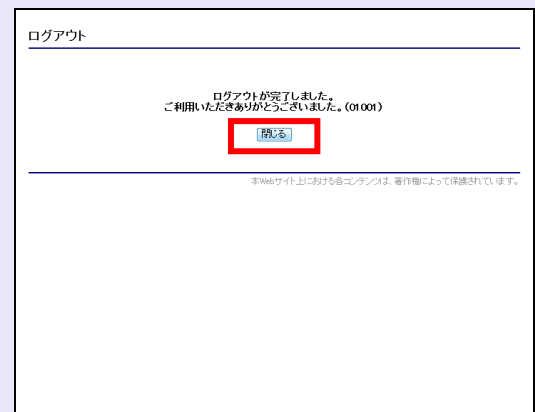 ログアウト
ログアウトが完了しました。
ご利用いただきありがとうございました。(01001)
閉じる
本Webサイト上における各コンテンツは、著作権によって保護されています。